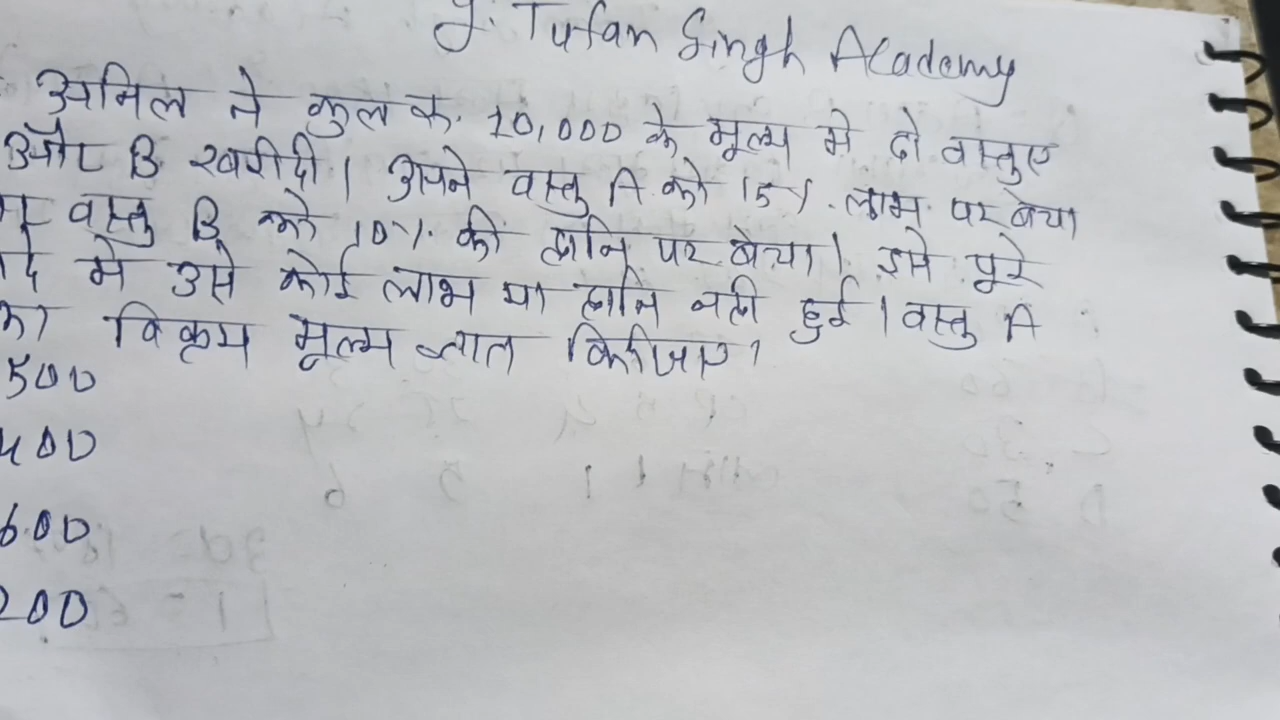 J. Tufan Singh Academy
अनिल ने कुल रू. 10,000 के मूल्य मे दो वस्तुए
और B खरीदी। उसने वस्तु A को 15% लाभ पर बेचा
वस्तु B को 10% की हानि पर बेचा। इसे पूरे
मे उसे कोई लाभ या हानि नही हुई। वस्तु A
का विक्रय मूल्य ज्ञात किजिए?
500
400
600
200